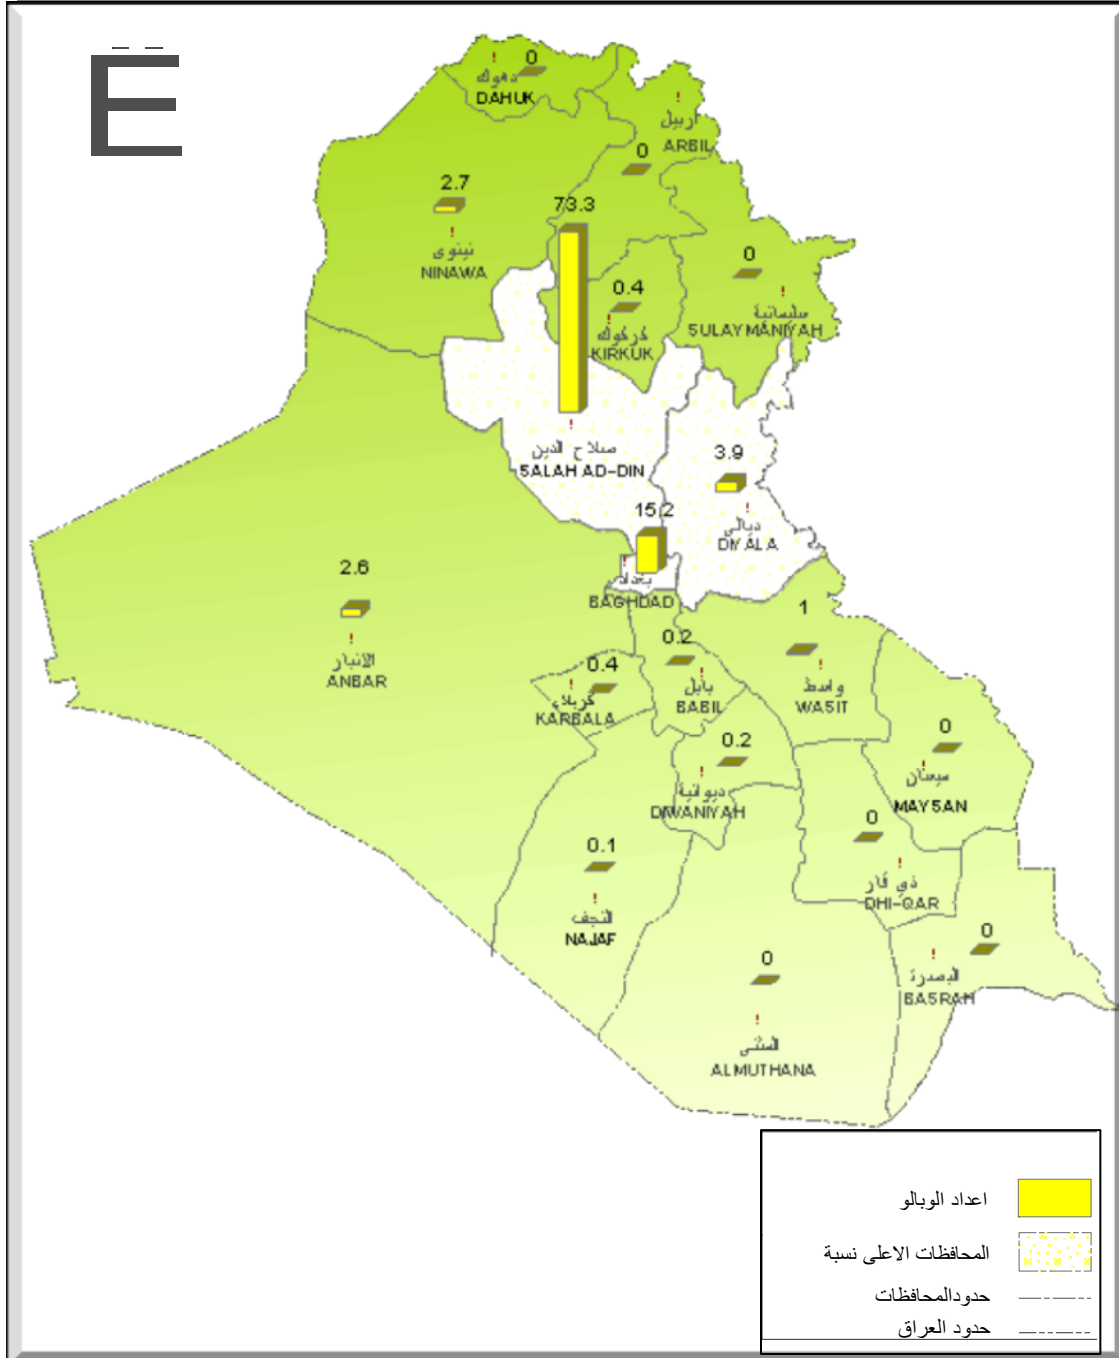 E
0
دهوك
DAHUK
اربيل
ARBIL
0
2.7
نينوى
NINAWA
73.3
0.4
كركوك
KIRKUK
0
سليمانية
SULAYMANIYAH
صلاح الدين
SALAH AD-DIN
3.9
ديالى
DIYALA
15.2
بغداد
BAGHDAD
2.6
الانبار
ANBAR
1
واسط
WASIT
0.2
بابل
BABIL
0.4
كربلاء
KARBALA
0.2
ديوانية
DIWANIYAH
0
ميسان
MAYSAN
0
ذي قار
DHI-QAR
0.1
النجف
NAJAF
0
البصرة
BASRAH
0
المثنى
ALMUTHANA
اعداد الوبالو
المحافظات الاعلى نسبة
حدودالمحافظات
حدود العراق